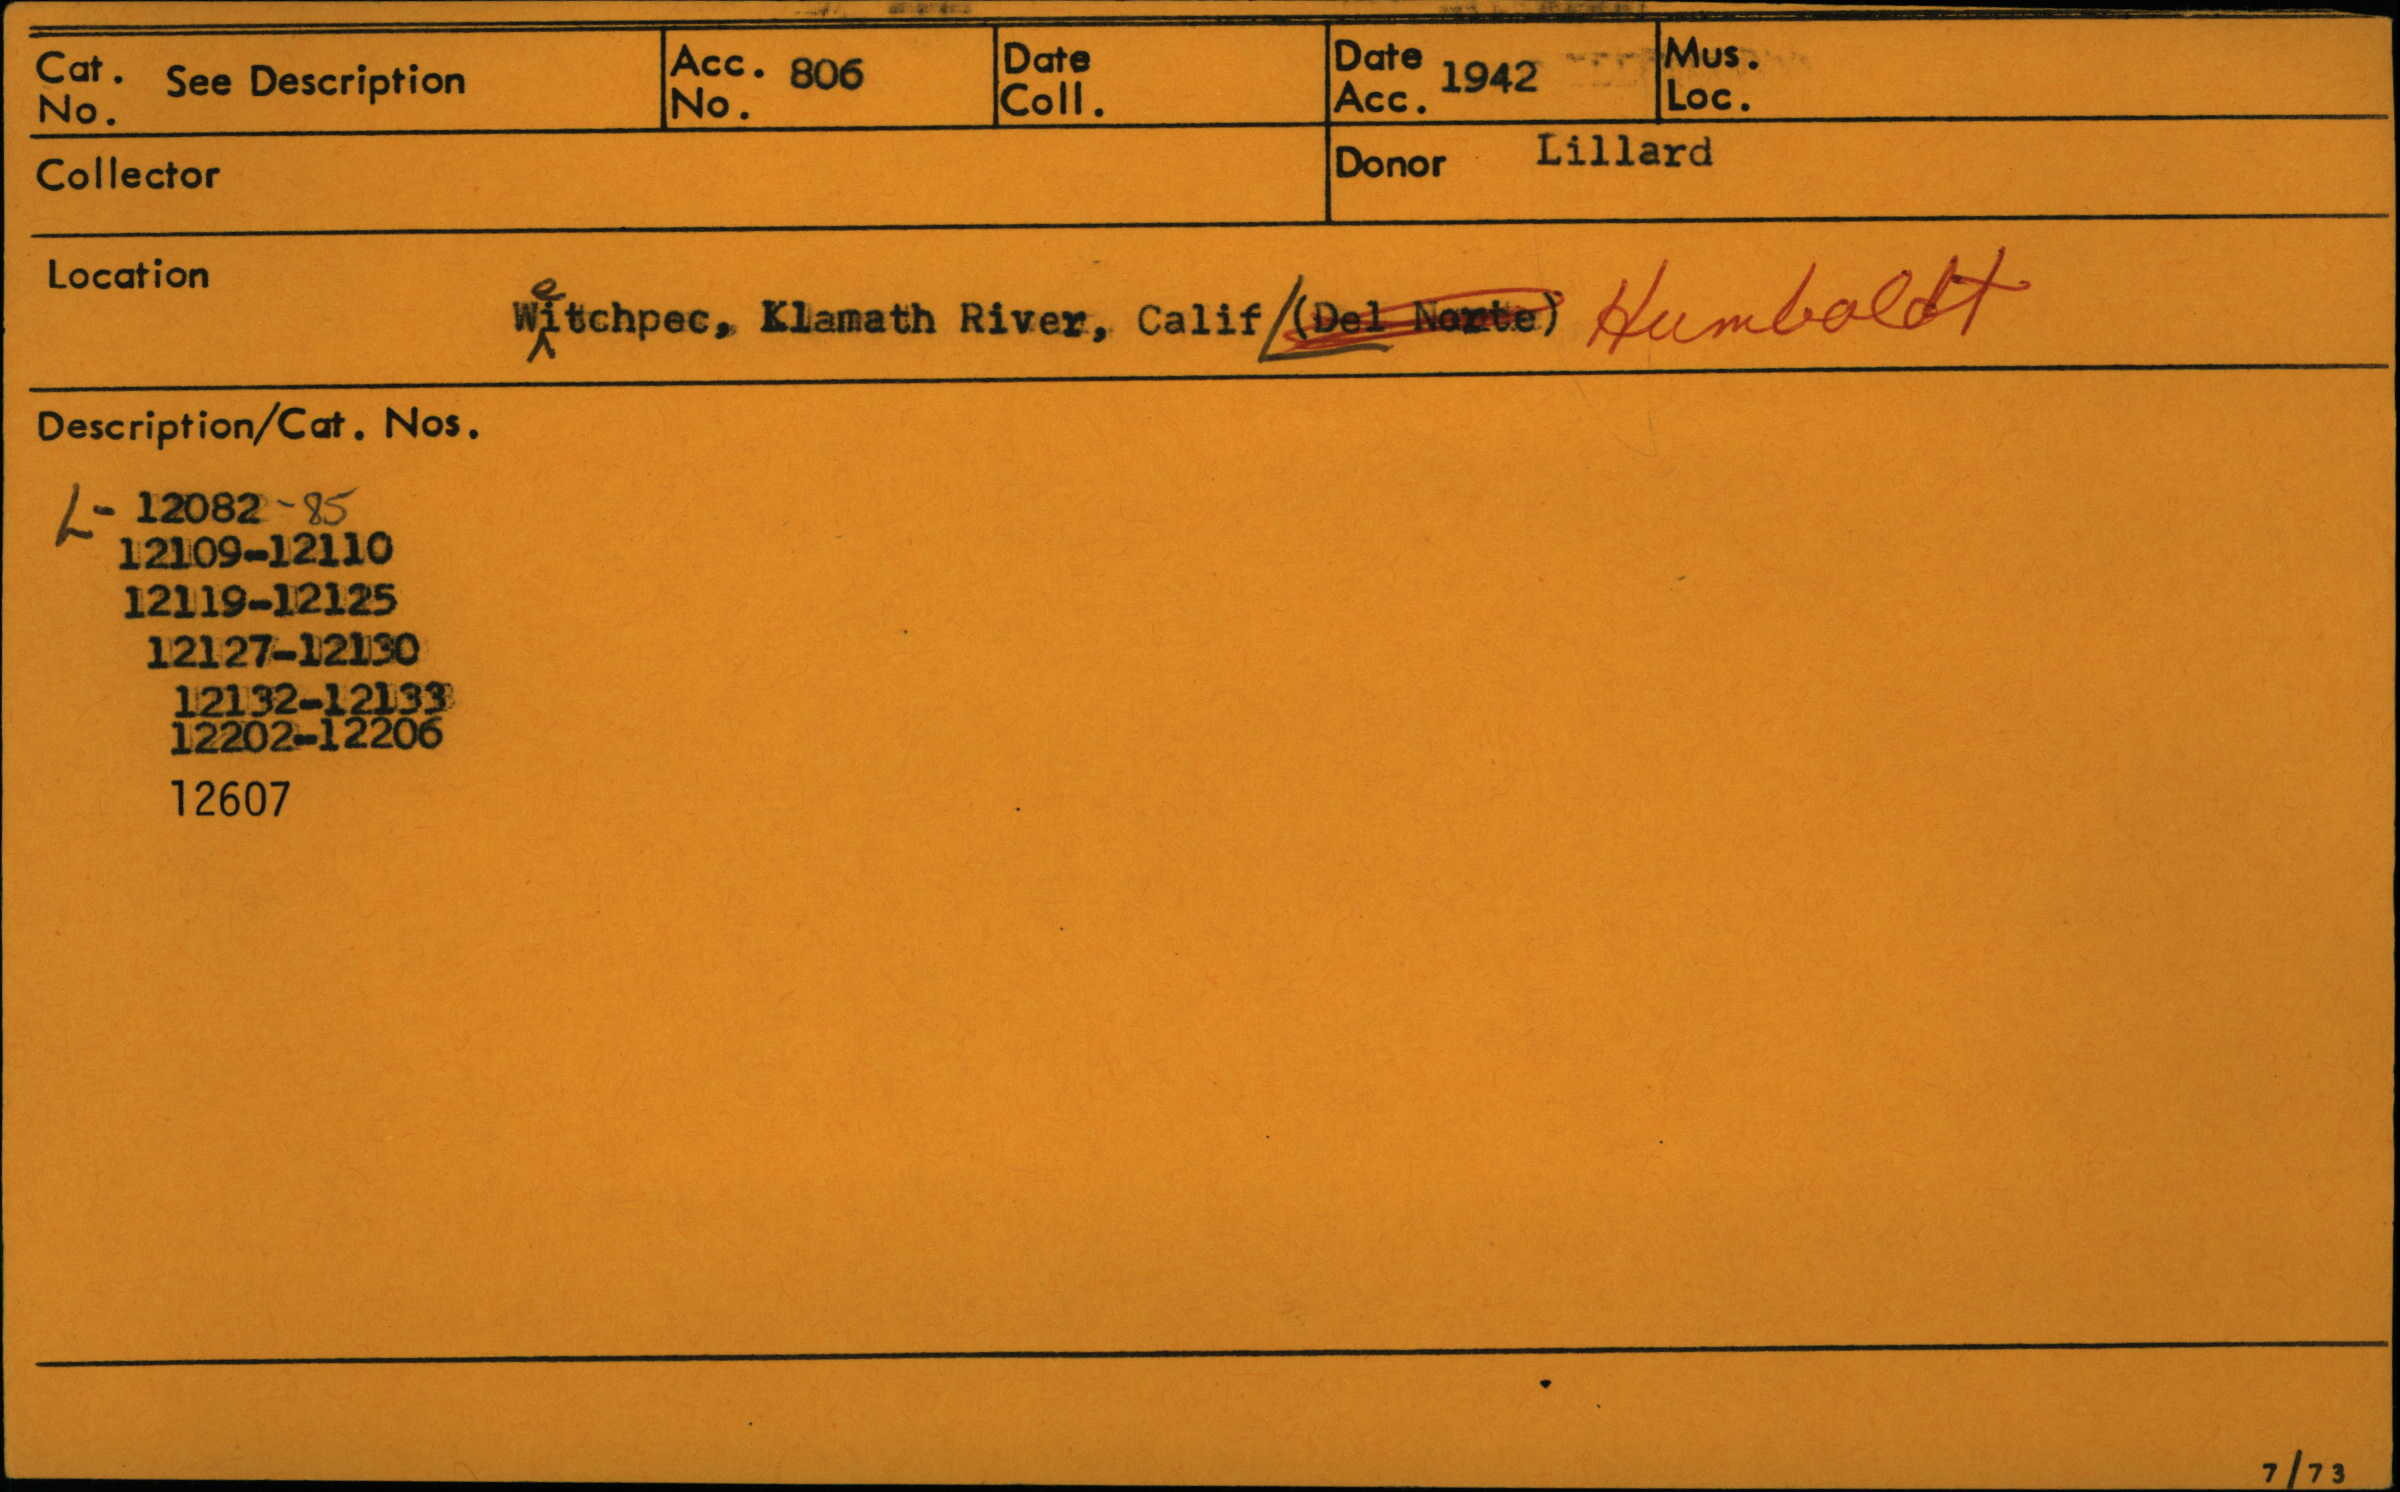 Cat. No. See Description Acc. No. 806 Date Coll. Date Acc. 1942 Mus. Loc.
Collector Donor Lillard
Location
Weitchpec, Klamath River, Calif (Del Norte) Humboldt
Description/Cat. Nos.
L- 12082-85
12109-12110
12119-12125
12127-12130
12132-12133
12202-12206
12607
7/73